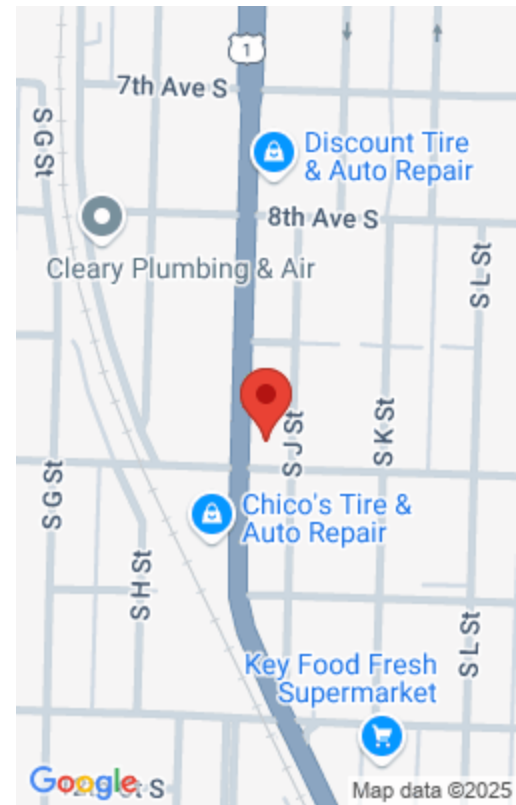 1
7th Ave S
S G St
Discount Tire
& Auto Repair
8th Ave S
Cleary Plumbing & Air
S L St
S J St
S K St
S G St
Chico's Tire &
Auto Repair
S H St
S L St
Key Food Fresh
Supermarket
Google
Map data ©2025